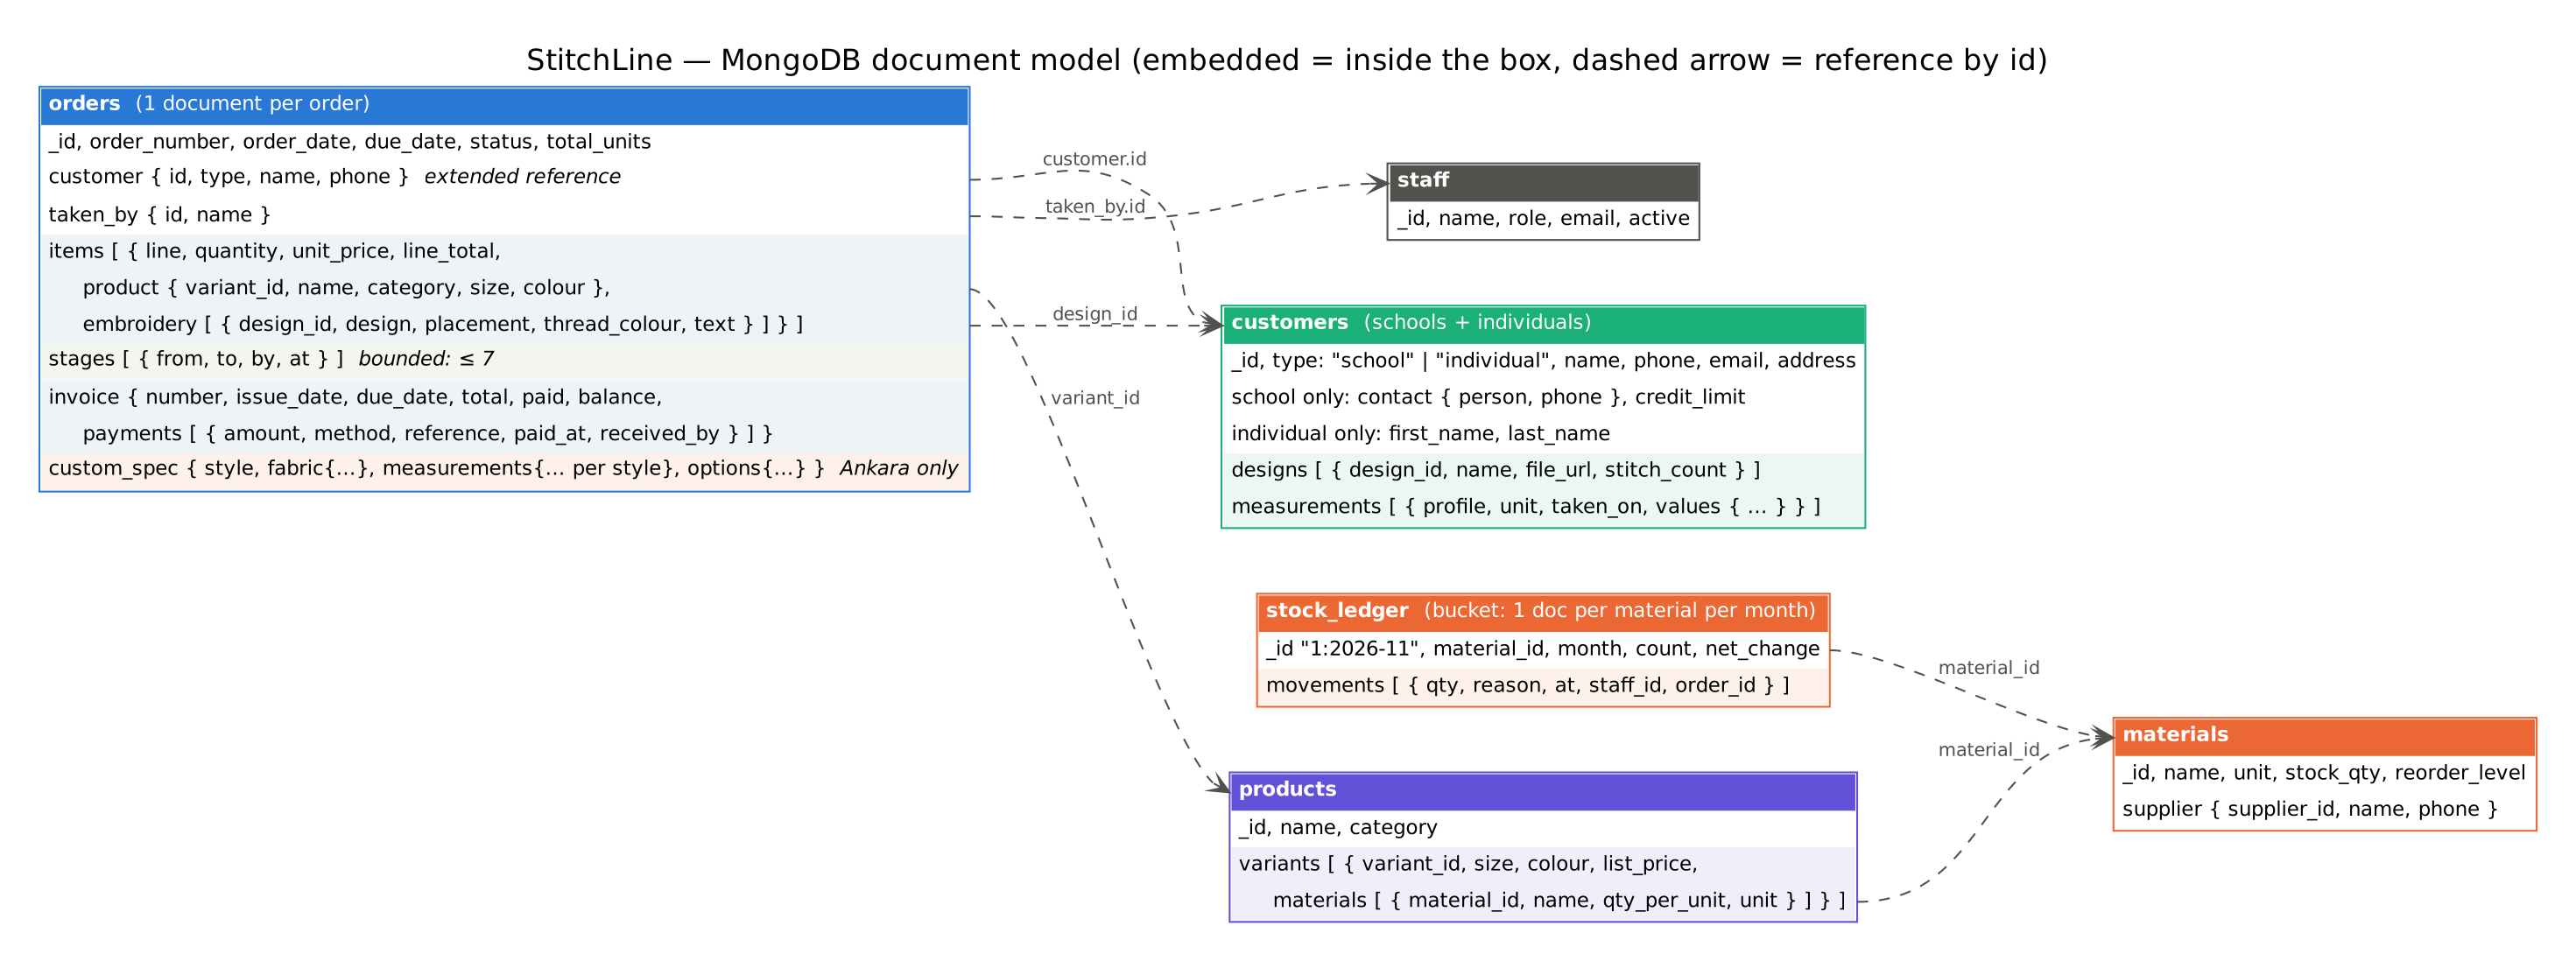 StitchLine — MongoDB document model (embedded = inside the box, dashed arrow = reference by id)
orders (1 document per order)
_id, order_number, order_date, due_date, status, total_units
customer { id, type, name, phone } extended reference
taken_by { id, name }
items [ { line, quantity, unit_price, line_total,
product { variant_id, name, category, size, colour },
embroidery [ { design_id, design, placement, thread_colour, text } ] } ]
stages [ { from, to, by, at } ] bounded: ≤ 7
invoice { number, issue_date, due_date, total, paid, balance,
payments [ { amount, method, reference, paid_at, received_by } ] }
custom_spec { style, fabric{...}, measurements{... per style}, options{...} } Ankara only
customer.id
taken_by.id
design_id
variant_id
staff
_id, name, role, email, active
customers (schools + individuals)
_id, type: "school" | "individual", name, phone, email, address
school only: contact { person, phone }, credit_limit
individual only: first_name, last_name
designs [ { design_id, name, file_url, stitch_count } ]
measurements [ { profile, unit, taken_on, values { ... } } ]
stock_ledger (bucket: 1 doc per material per month)
_id "1:2026-11", material_id, month, count, net_change
movements [ { qty, reason, at, staff_id, order_id } ]
products
_id, name, category
variants [ { variant_id, size, colour, list_price,
materials [ { material_id, name, qty_per_unit, unit } ] } ]
material_id
material_id
materials
_id, name, unit, stock_qty, reorder_level
supplier { supplier_id, name, phone }